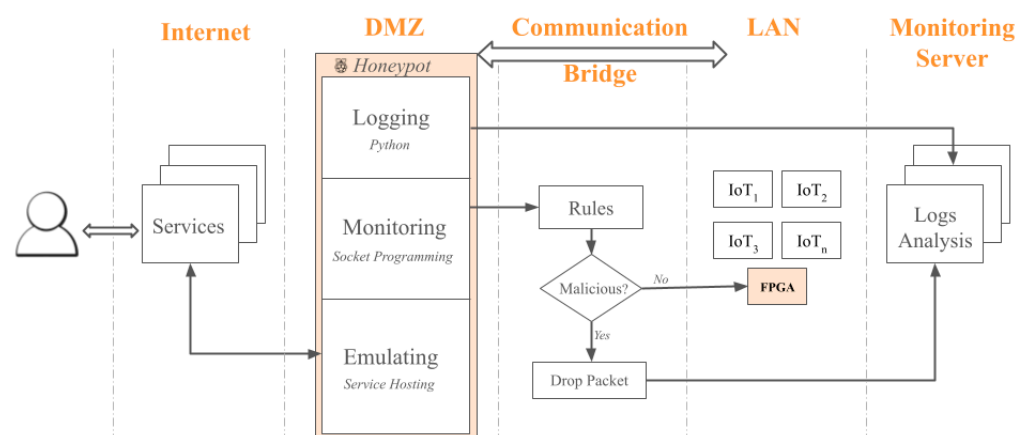 Internet
DMZ
Communication
Bridge
LAN
Monitoring
Server
Honeypot
Logging
Python
Monitoring
Socket Programming
Emulating
Service Hosting
Services
Rules
Malicious?
No
Yes
Drop Packet
IoT1
IoT2
IoT3
IoTn
FPGA
Logs
Analysis